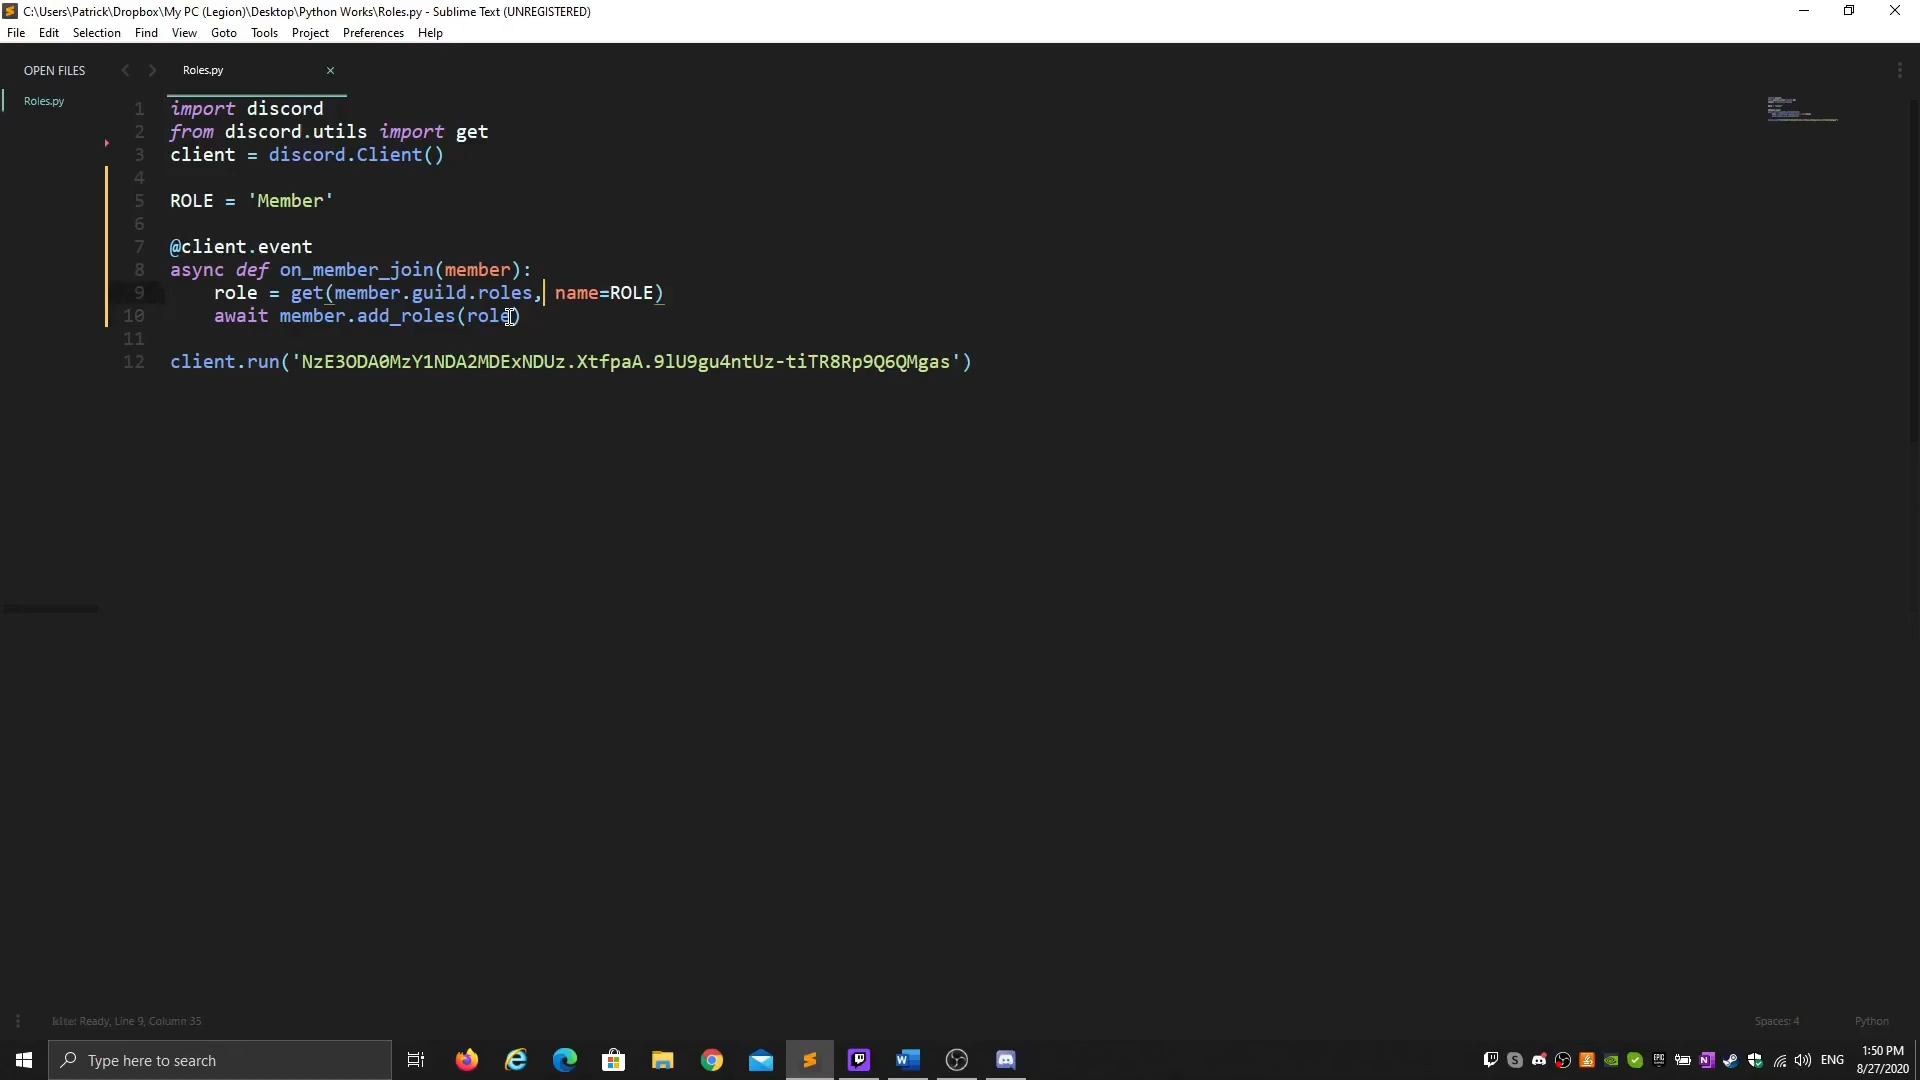 C:\Users\Patrick\Dropbox\My PC (Legion)\Desktop\Python Works\Roles.py - Sublime Text (UNREGISTERED)
File Edit Selection Find View Goto Tools Project Preferences Help
OPEN FILES
Roles.py
Roles.py
1 import discord
2 from discord.utils import get
3 client = discord.Client()
4
5 ROLE = 'Member'
6
7 @client.event
8 async def on_member_join(member):
9 role = get(member.guild.roles, name=ROLE)
10 await member.add_roles(role)
11
12 client.run('NzE3ODA0MzY1NDA2MDExNDUz.XtfpaA.9lU9gu4ntUz-tiTR8Rp9Q6QMgas')
Ready, Line 9, Column 35
Spaces: 4
Python
Type here to search
ENG
1:50 PM
8/27/2020